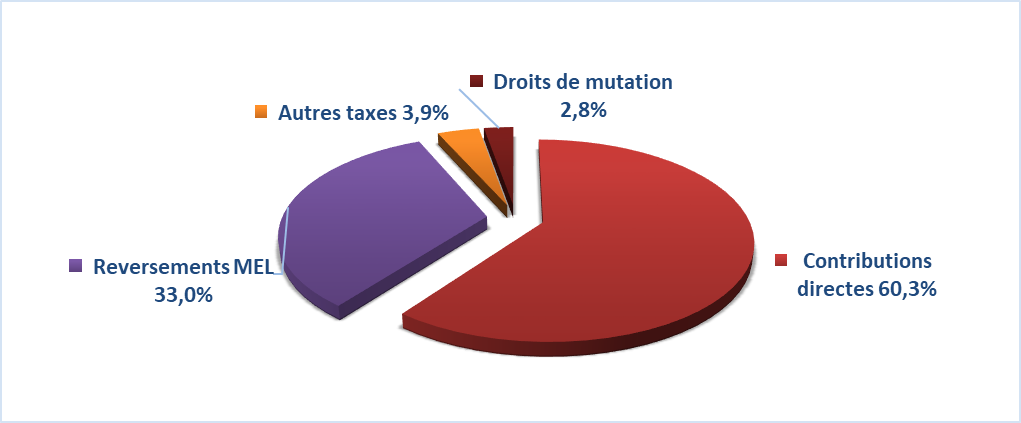 Droits de mutation
2,8%
Autres taxes 3,9%
Reversements MEL
33,0%
Contributions
directes 60,3%